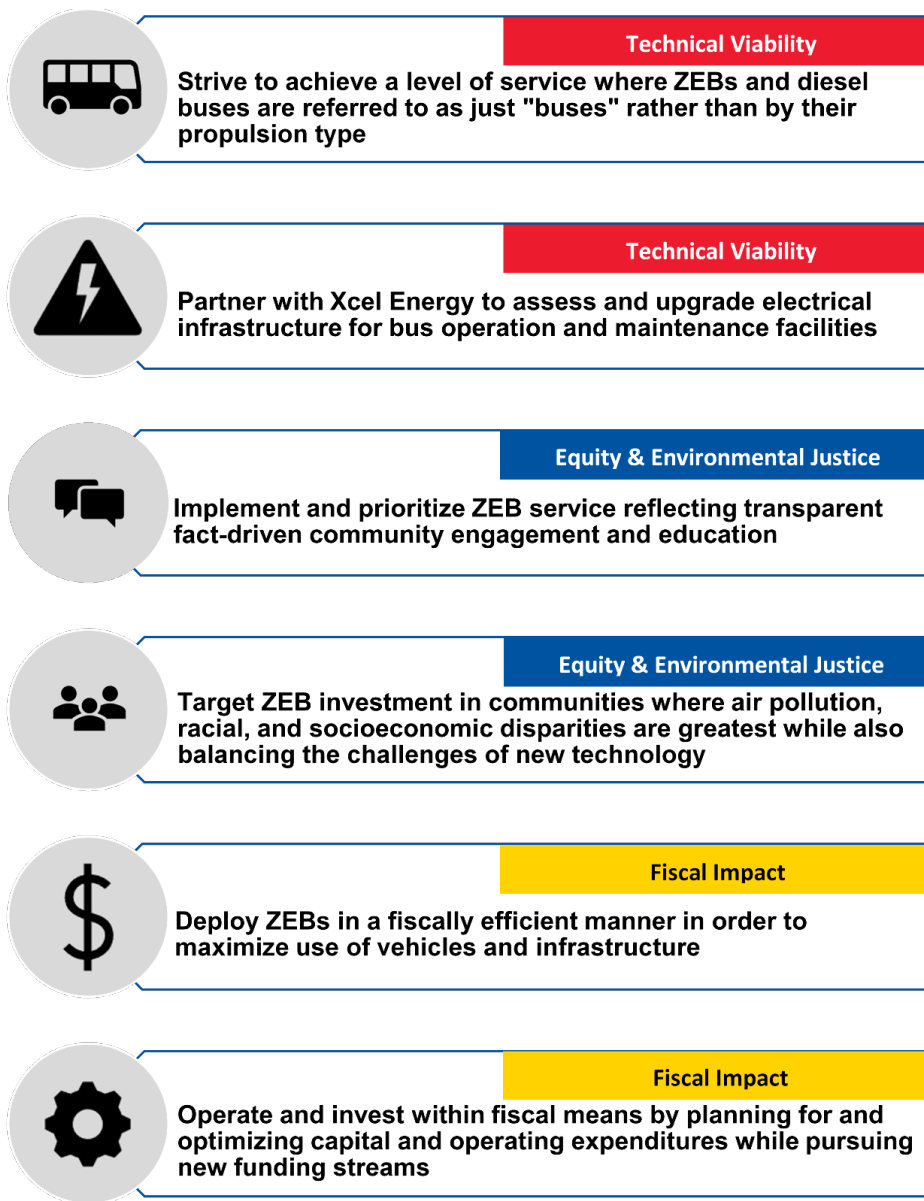 Technical Viability
Strive to achieve a level of service where ZEBs and diesel
buses are referred to as just "buses" rather than by their
propulsion type
Technical Viability
Partner with Xcel Energy to assess and upgrade electrical
infrastructure for bus operation and maintenance facilities
Equity & Environmental Justice
Implement and prioritize ZEB service reflecting transparent
fact-driven community engagement and education
Equity & Environmental Justice
Target ZEB investment in communities where air pollution,
racial, and socioeconomic disparities are greatest while also
balancing the challenges of new technology
Fiscal Impact
Deploy ZEBs in a fiscally efficient manner in order to
maximize use of vehicles and infrastructure
Fiscal Impact
Operate and invest within fiscal means by planning for and
optimizing capital and operating expenditures while pursuing
new funding streams